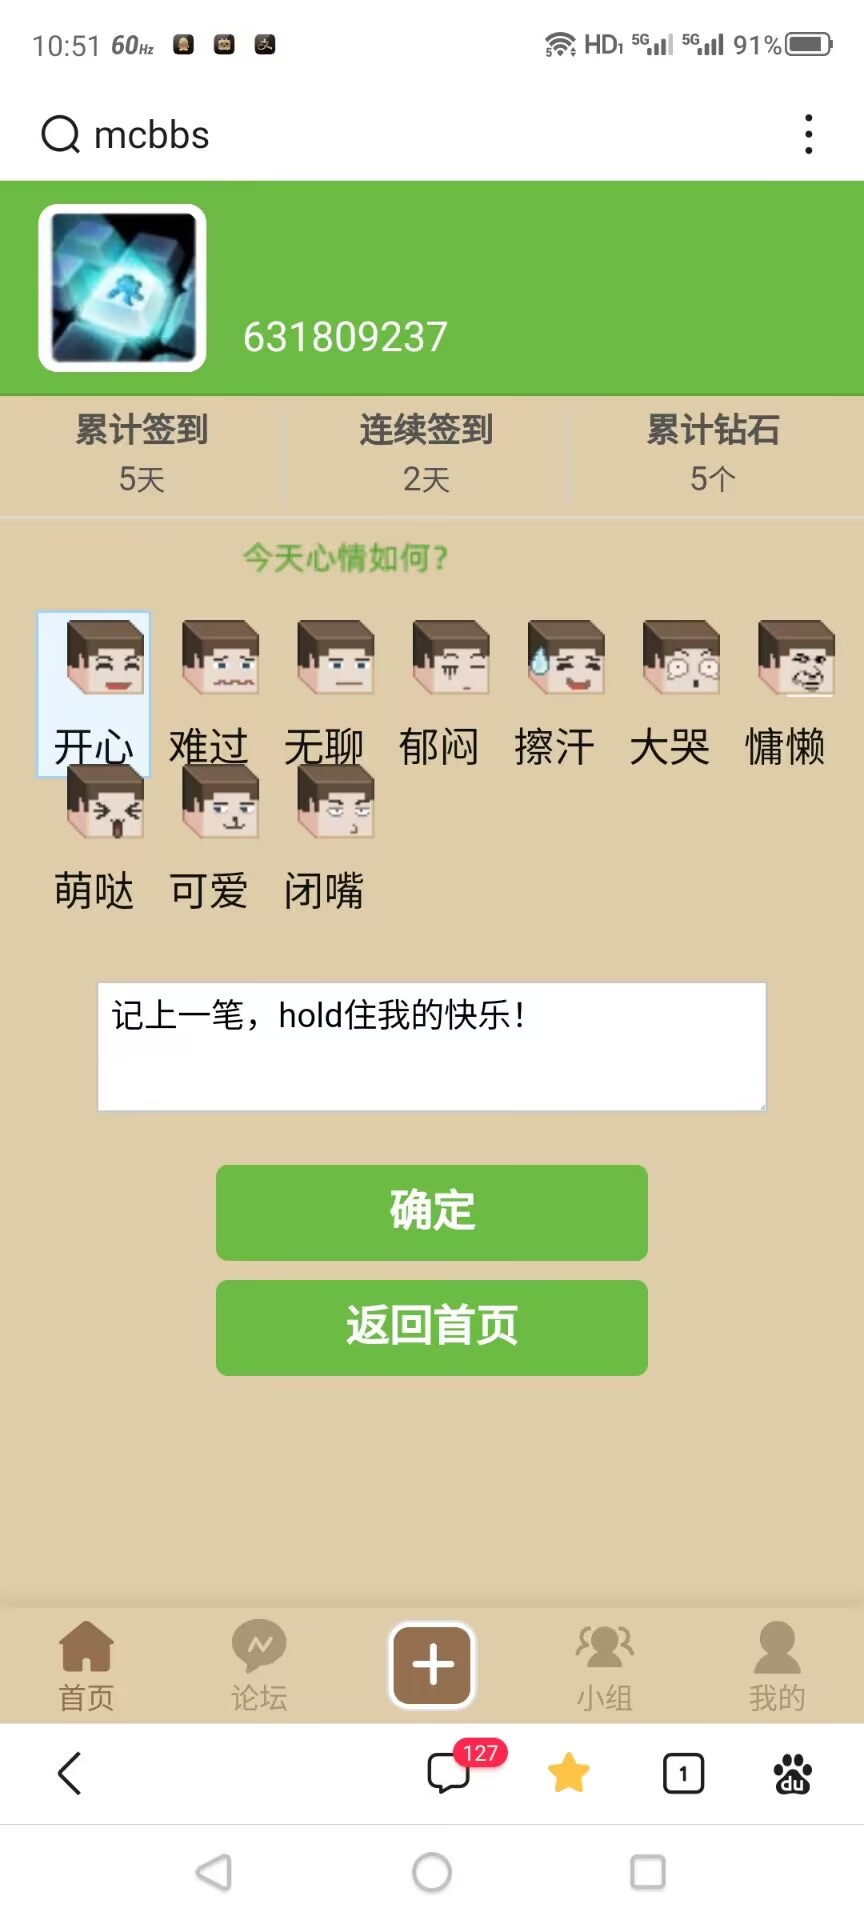 10:51 60Hz HD1 5G 5G 91%
mcbbs
631809237
累计签到 连续签到 累计钻石
5天 2天 5个
今天心情如何?
开心 难过 无聊 郁闷 擦汗 大哭 慵懒
萌哒 可爱 闭嘴
记上一笔，hold住我的快乐！
确定
返回首页
首页 论坛 小组 我的
127 1 du